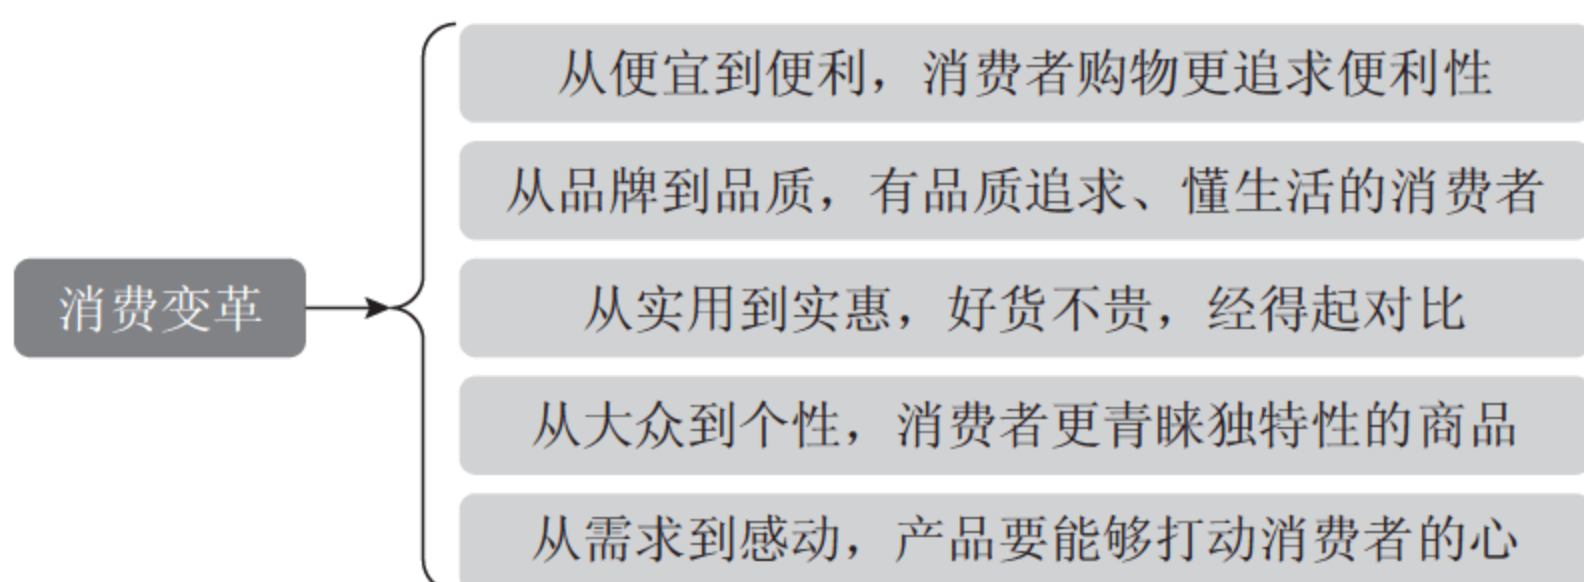 消费变革
从便宜到便利，消费者购物更追求便利性
从品牌到品质，有品质追求、懂生活的消费者
从实用到实惠，好货不贵，经得起对比
从大众到个性，消费者更青睐独特性的商品
从需求到感动，产品要能够打动消费者的心